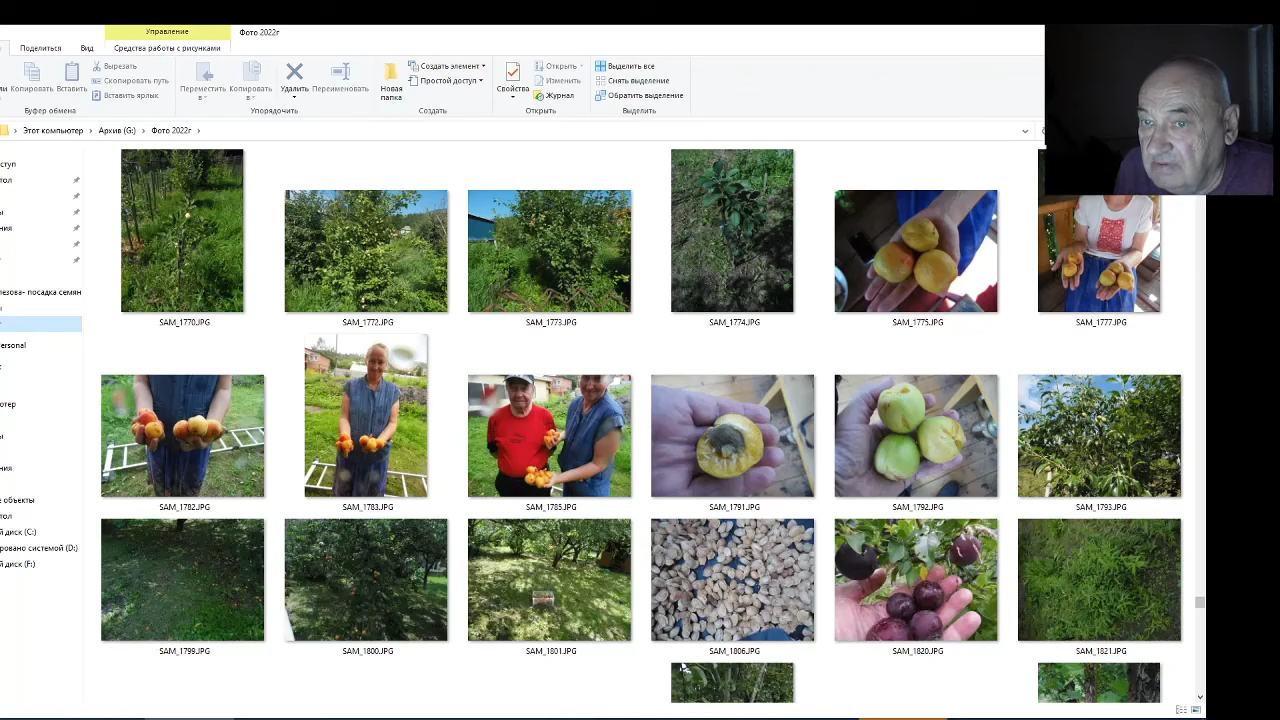 Управление
Фото 2022г
Поделиться
Вид
Средства работы с рисунками
Копировать
Вставить
Вырезать
Скопировать путь
Вставить ярлык
Переместить в
Копировать в
Удалить
Переименовать
Новая папка
Создать элемент
Простой доступ
Свойства
Открыть
Изменить
Журнал
Выделить все
Снять выделение
Обратить выделение
Буфер обмена
Упорядочить
Создать
Открыть
Выделить
Этот компьютер > Архив (G:) > Фото 2022г >
ступ
тол
ы
ния
лезова- посадка семян
ersonal
ютер
ы
ния
е объекты
тол
й диск (C:)
ировано системой (D:)
й диск (F:)
SAM_1770.JPG
SAM_1772.JPG
SAM_1773.JPG
SAM_1774.JPG
SAM_1775.JPG
SAM_1777.JPG
SAM_1782.JPG
SAM_1783.JPG
SAM_1785.JPG
SAM_1791.JPG
SAM_1792.JPG
SAM_1793.JPG
SAM_1799.JPG
SAM_1800.JPG
SAM_1801.JPG
SAM_1806.JPG
SAM_1820.JPG
SAM_1821.JPG